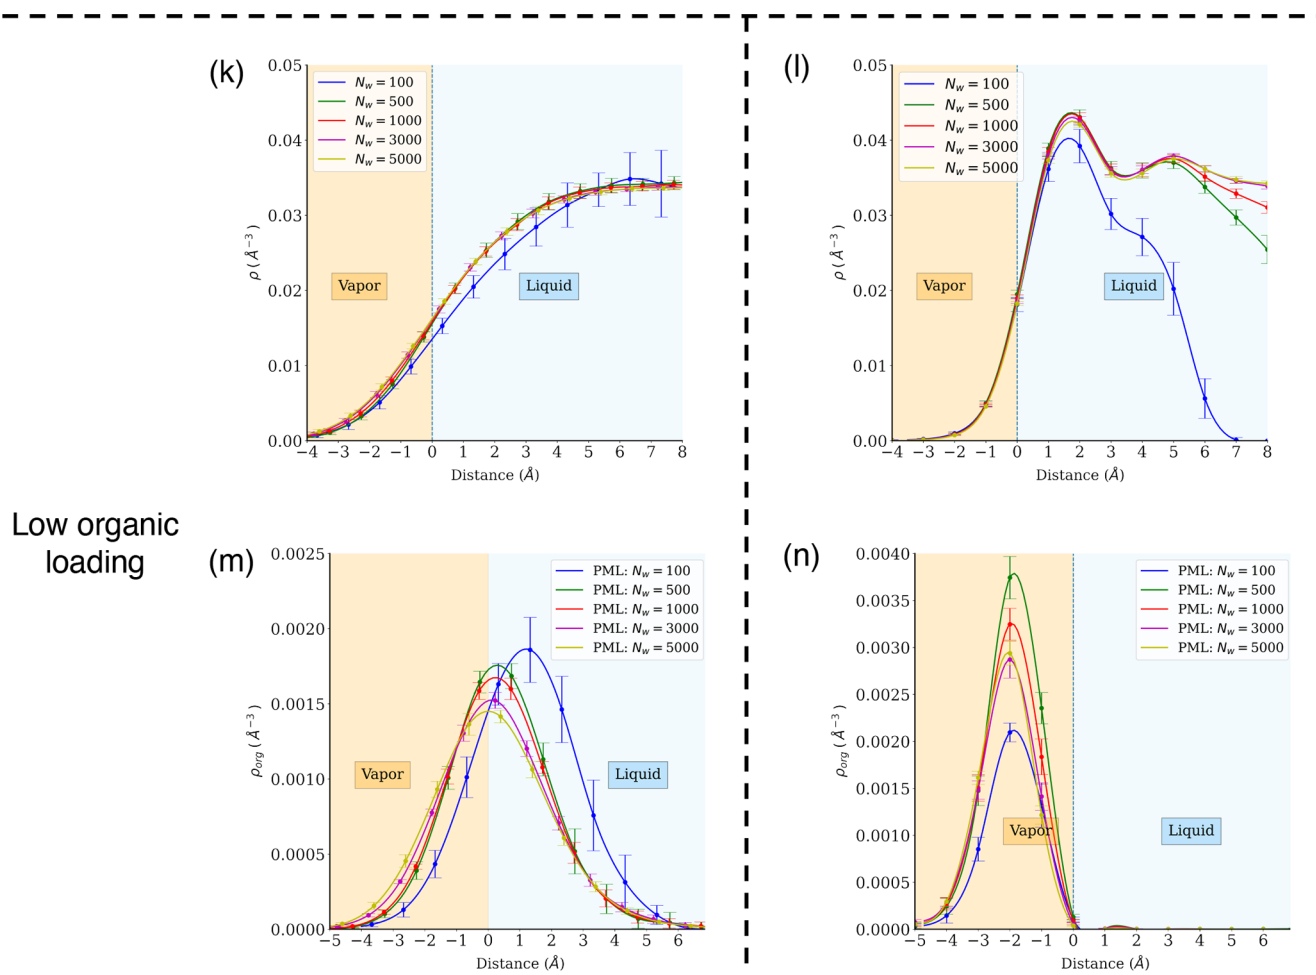 (k)
0.05
0.04
0.03
0.02
0.01
0.00
ρ ( Å⁻³ )
N_w = 100
N_w = 500
N_w = 1000
N_w = 3000
N_w = 5000
Vapor
Liquid
−4 −3 −2 −1 0 1 2 3 4 5 6 7 8
Distance (Å)
(l)
0.05
0.04
0.03
0.02
0.01
0.00
ρ ( Å⁻³ )
N_w = 100
N_w = 500
N_w = 1000
N_w = 3000
N_w = 5000
Vapor
Liquid
−4 −3 −2 −1 0 1 2 3 4 5 6 7 8
Distance (Å)
Low organic
loading
(m)
0.0025
0.0020
0.0015
0.0010
0.0005
0.0000
ρ_org ( Å⁻³ )
PML: N_w = 100
PML: N_w = 500
PML: N_w = 1000
PML: N_w = 3000
PML: N_w = 5000
Vapor
Liquid
−5 −4 −3 −2 −1 0 1 2 3 4 5 6
Distance (Å)
(n)
0.0040
0.0035
0.0030
0.0025
0.0020
0.0015
0.0010
0.0005
0.0000
ρ_org ( Å⁻³ )
PML: N_w = 100
PML: N_w = 500
PML: N_w = 1000
PML: N_w = 3000
PML: N_w = 5000
Vapor
Liquid
−5 −4 −3 −2 −1 0 1 2 3 4 5 6
Distance (Å)